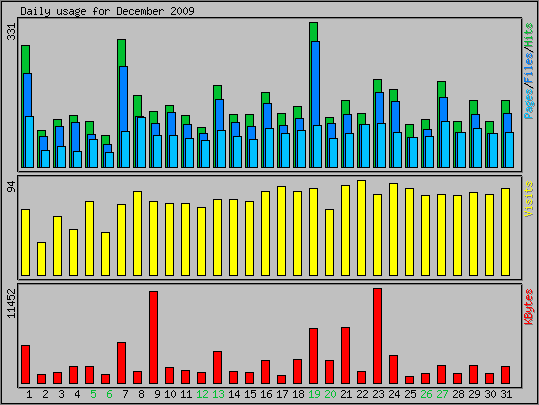 Daily usage for December 2009
331
Pages/Files/Hits
94
Visits
11452
KBytes
1 2 3 4 5 6 7 8 9 10 11 12 13 14 15 16 17 18 19 20 21 22 23 24 25 26 27 28 29 30 31